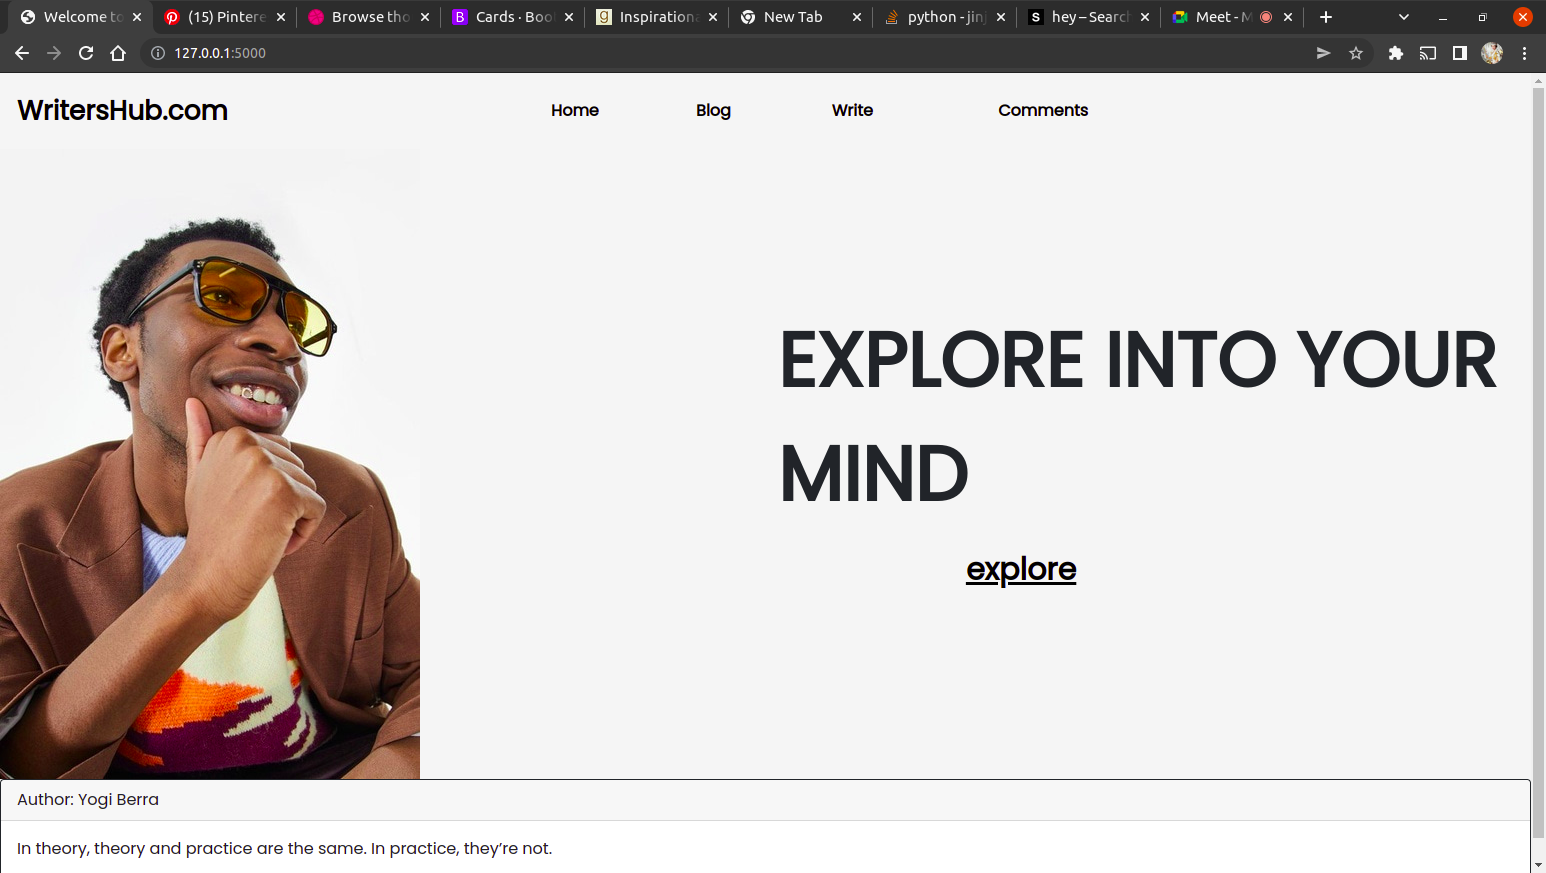 Welcome to
(15) Pintere
Browse tho
Cards · Boo
Inspirationa
New Tab
python - jinj
hey – Search
Meet - M
127.0.0.1:5000
WritersHub.com
Home
Blog
Write
Comments
EXPLORE INTO YOUR
MIND
explore
Author: Yogi Berra
In theory, theory and practice are the same. In practice, they’re not.